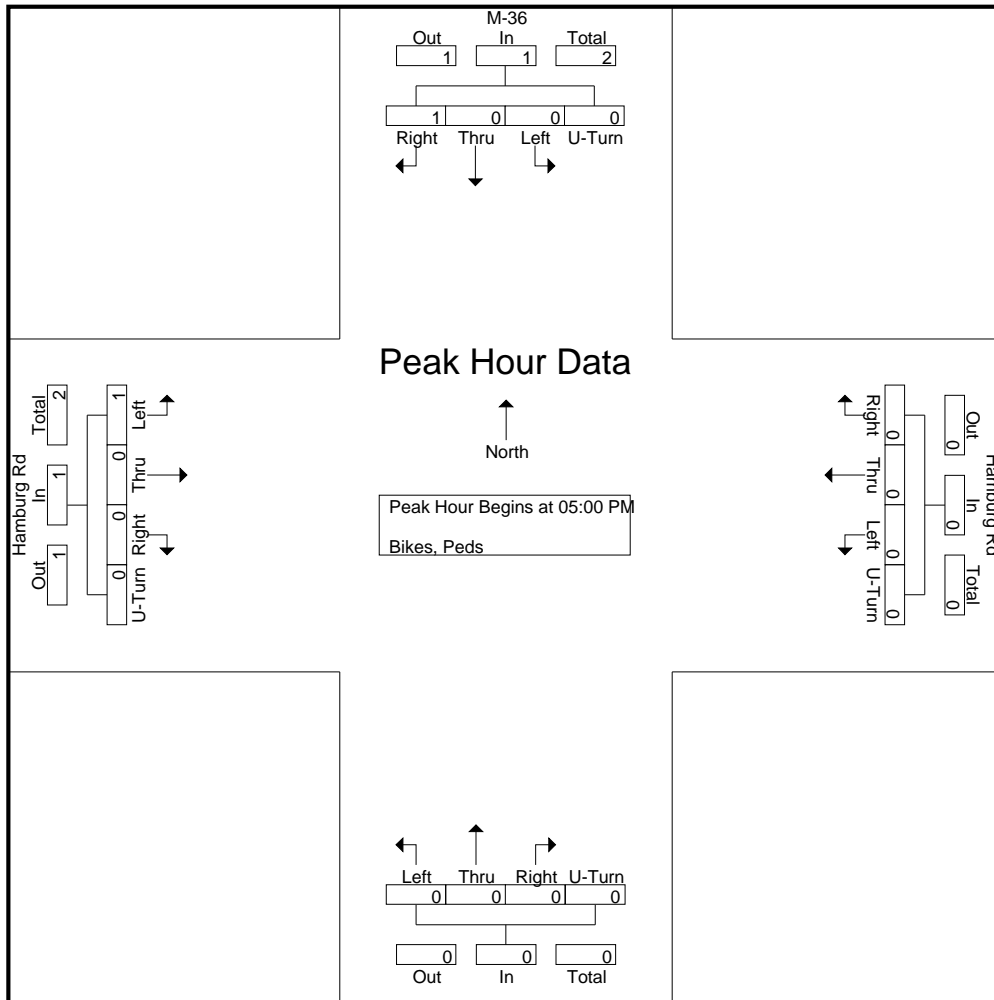 M-36
Out In Total
1 1 2
1 0 0 0
Right Thru Left U-Turn
Peak Hour Data
North
Peak Hour Begins at 05:00 PM
Bikes, Peds
Hamburg Rd
Out In Total
1 1 2
Left Thru Right U-Turn
1 0 0 0
Hamburg Rd
Out In Total
0 0 0
Right Thru Left U-Turn
0 0 0 0
Left Thru Right U-Turn
0 0 0 0
0 0 0
Out In Total